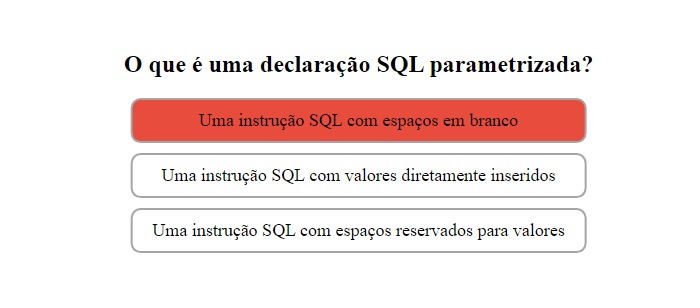 O que é uma declaração SQL parametrizada?
Uma instrução SQL com espaços em branco
Uma instrução SQL com valores diretamente inseridos
Uma instrução SQL com espaços reservados para valores